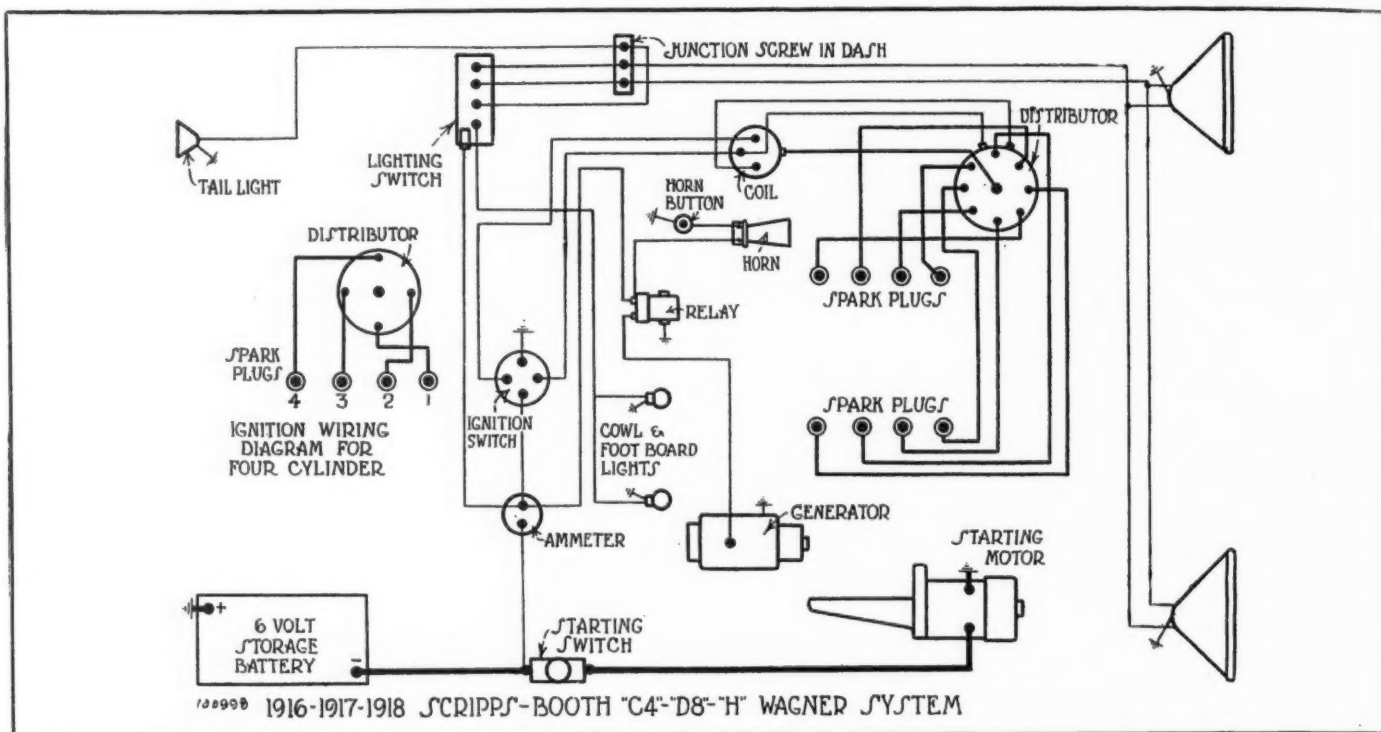 JUNCTION SCREW IN DASH
DISTRIBUTOR
LIGHTING
SWITCH
TAIL LIGHT
COIL
HORN
BUTTON
HORN
DISTRIBUTOR
SPARK PLUGS
RELAY
SPARK
PLUGS
4 3 2 1
IGNITION WIRING
DIAGRAM FOR
FOUR CYLINDER
IGNITION
SWITCH
COWL &
FOOT BOARD
LIGHTS
SPARK PLUGS
GENERATOR
AMMETER
STARTING
MOTOR
+
6 VOLT
STORAGE
BATTERY
-
STARTING
SWITCH
1916-1917-1918 SCRIPPS-BOOTH "C4"-"D8"-"H" WAGNER SYSTEM